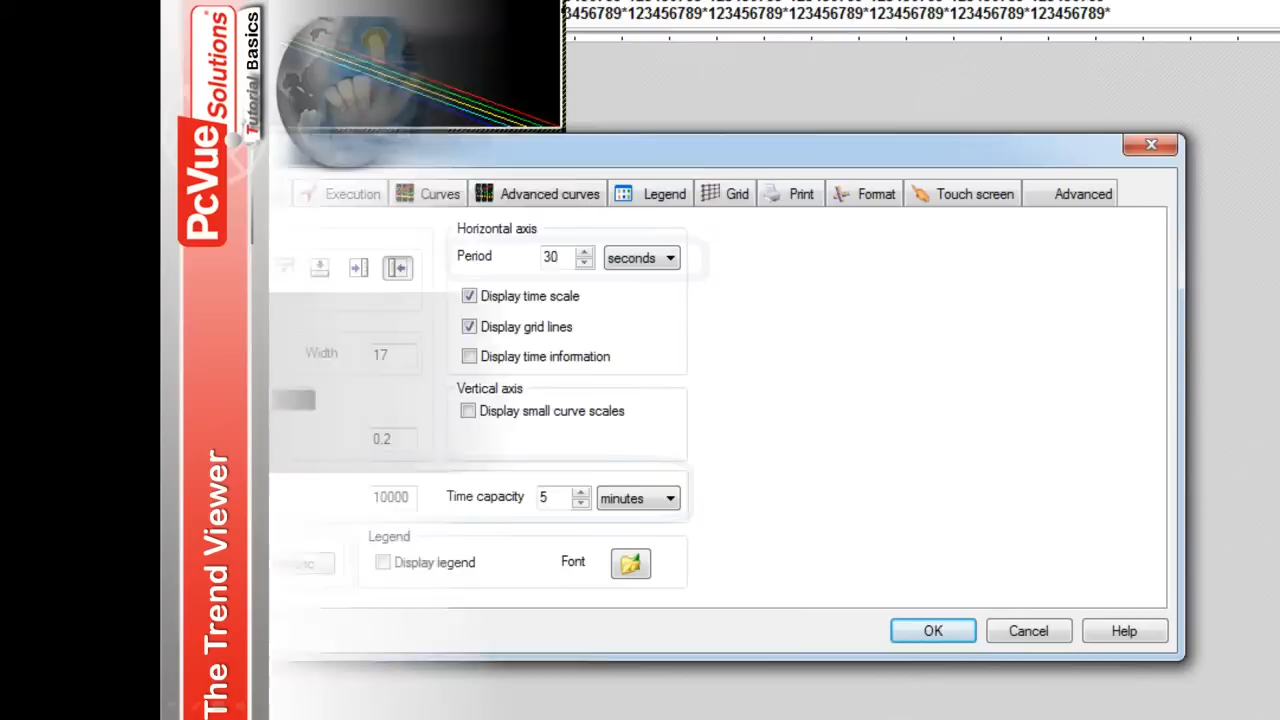 3456789*123456789*123456789*123456789*123456789*123456789*123456789*
PcVue Solutions®
Tutorial Basics
The Trend Viewer
Execution Curves Advanced curves Legend Grid Print Format Touch screen Advanced
Horizontal axis
Period 30 seconds
Display time scale
Display grid lines
Width 17
Display time information
Vertical axis
Display small curve scales
0.2
10000 Time capacity 5 minutes
Legend
Display legend Font
OK Cancel Help